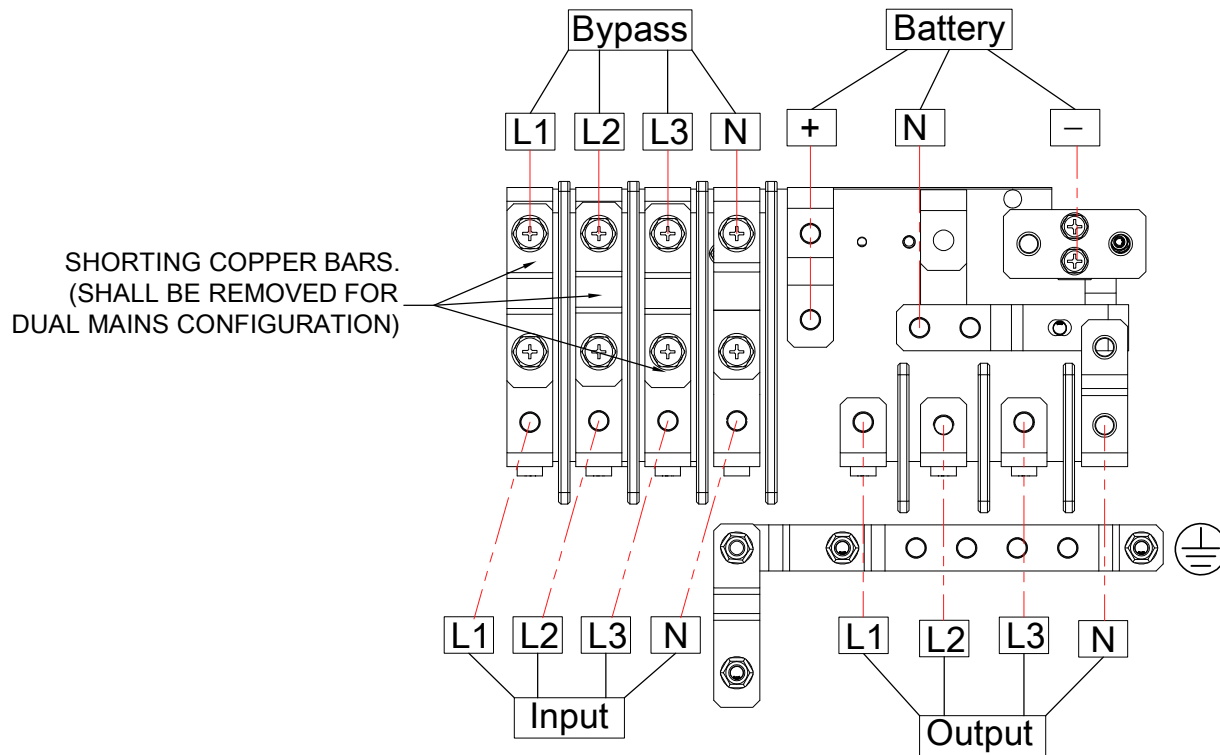 Bypass
Battery
L1
L2
L3
N
+
N
–
SHORTING COPPER BARS.
(SHALL BE REMOVED FOR
DUAL MAINS CONFIGURATION)
L1
L2
L3
N
L1
L2
L3
N
Input
Output